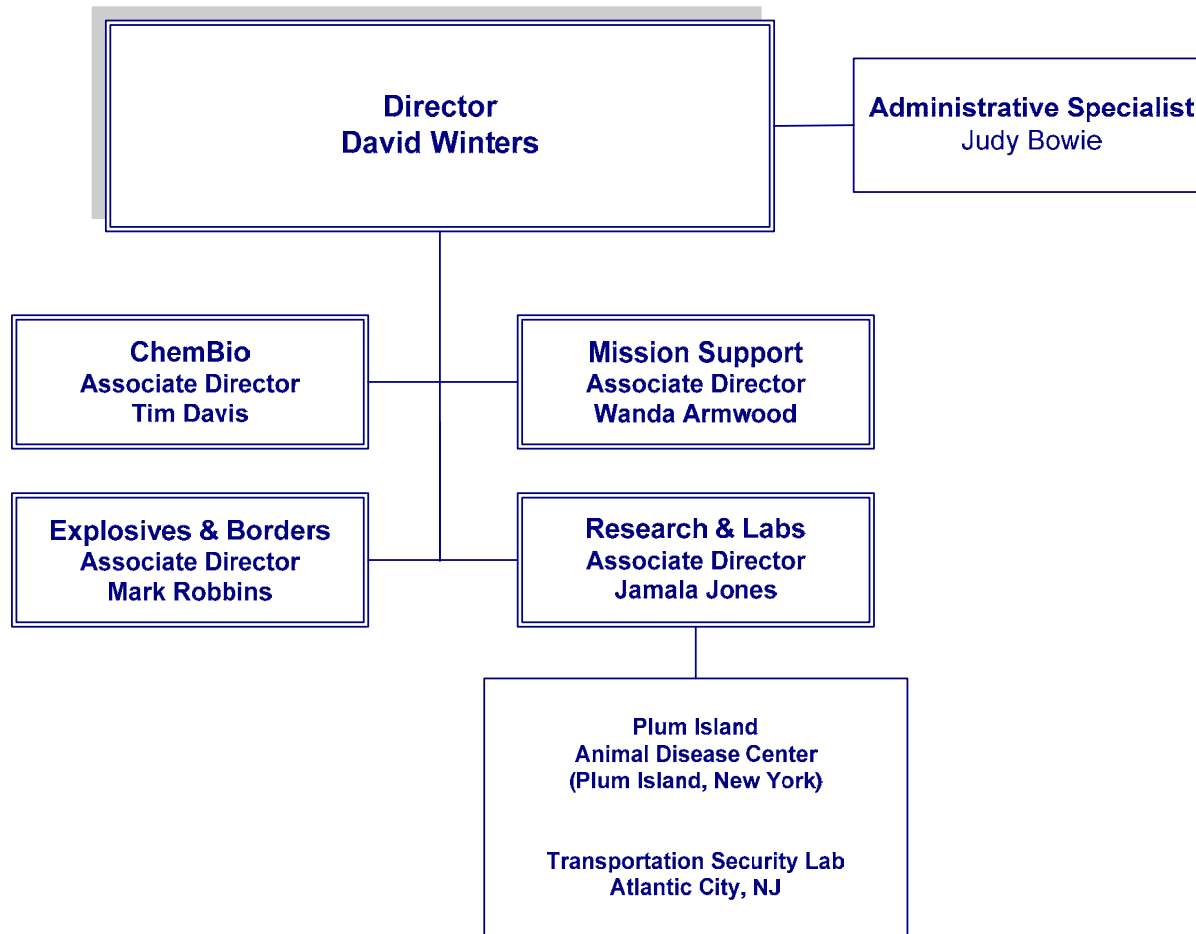 Director
David Winters
Administrative Specialist
Judy Bowie
ChemBio
Associate Director
Tim Davis
Mission Support
Associate Director
Wanda Armwood
Explosives & Borders
Associate Director
Mark Robbins
Research & Labs
Associate Director
Jamala Jones
Plum Island
Animal Disease Center
(Plum Island, New York)
Transportation Security Lab
Atlantic City, NJ